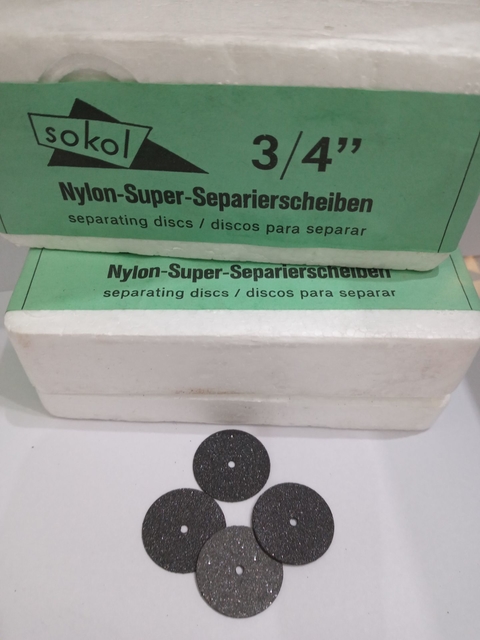 sokol
3/4”
Nylon-Super-Separierscheiben
separating discs / discos para separar
Nylon-Super-Separierscheiben
separating discs / discos para separar